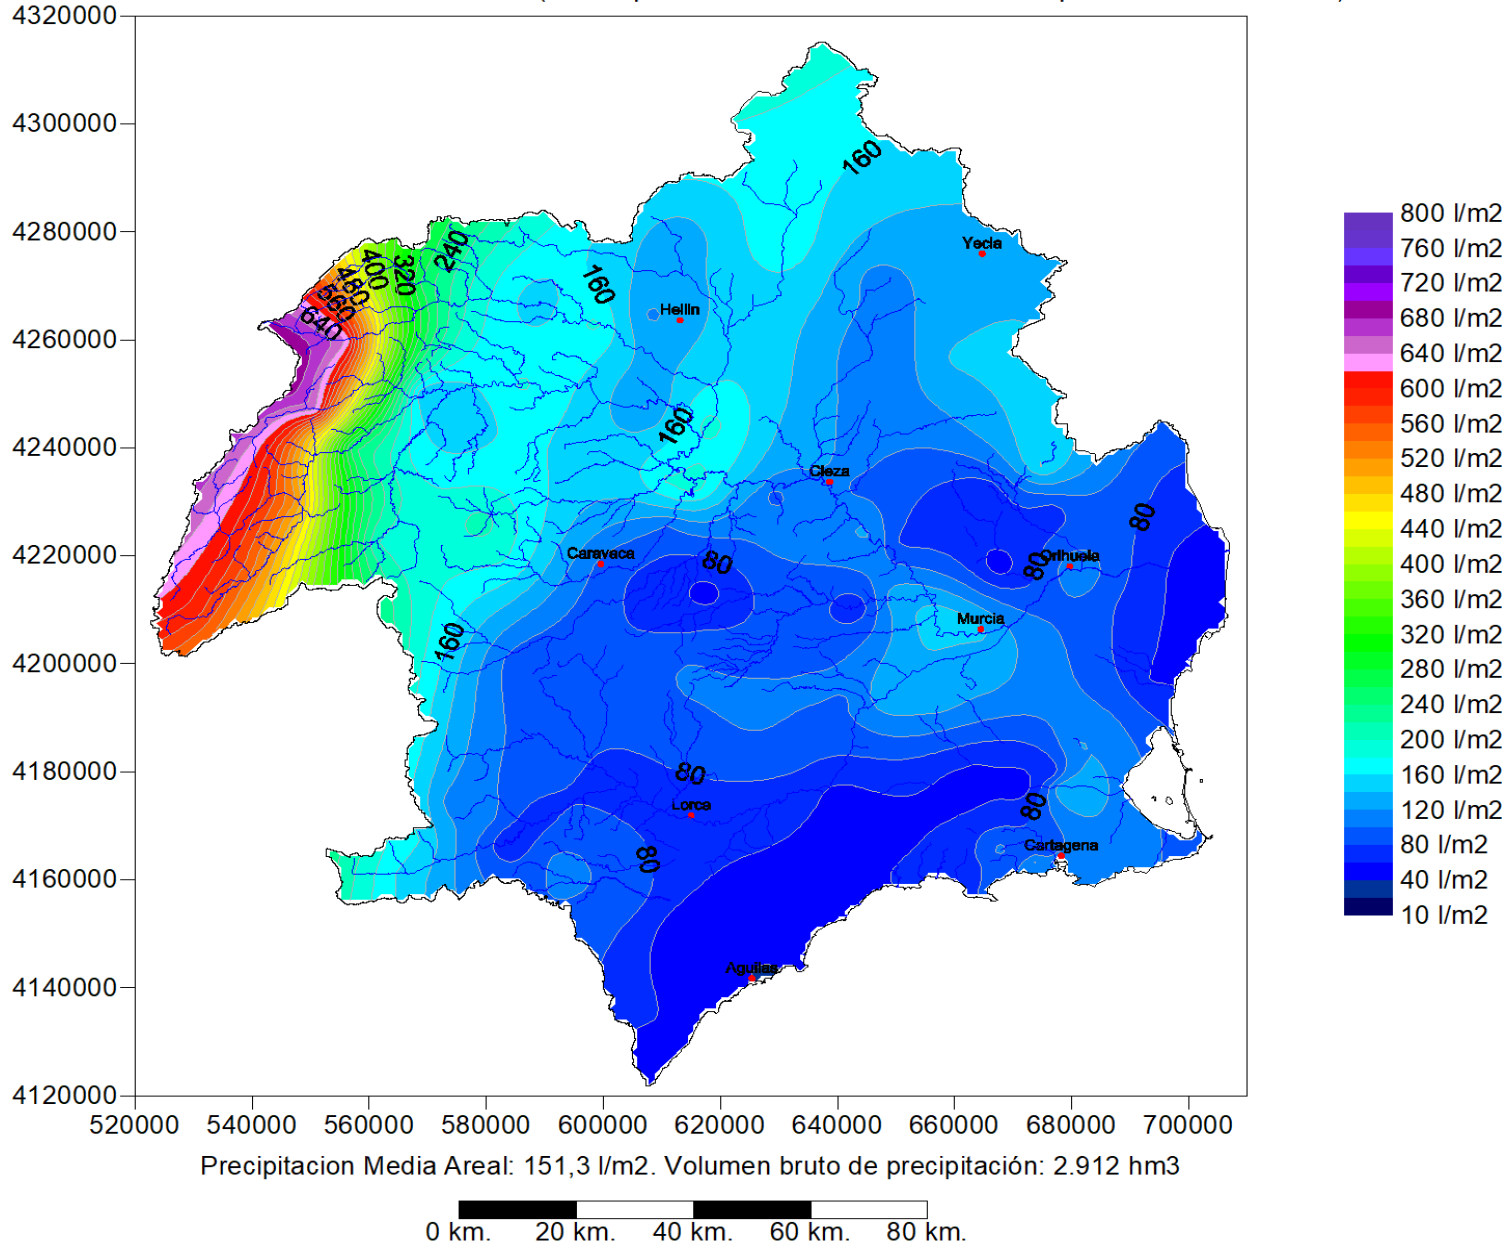 4320000
4300000
4280000
4260000
4240000
4220000
4200000
4180000
4160000
4140000
4120000
520000 540000 560000 580000 600000 620000 640000 660000 680000 700000
160
Yecla
240
320
400
480
560
640
160
Hellin
160
Cieza
80
Caravaca
80
80
Orihuela
Murcia
160
80
Lorca
80
80
Cartagena
Aguilas
800 l/m2
760 l/m2
720 l/m2
680 l/m2
640 l/m2
600 l/m2
560 l/m2
520 l/m2
480 l/m2
440 l/m2
400 l/m2
360 l/m2
320 l/m2
280 l/m2
240 l/m2
200 l/m2
160 l/m2
120 l/m2
80 l/m2
40 l/m2
10 l/m2
Precipitacion Media Areal: 151,3 l/m2. Volumen bruto de precipitación: 2.912 hm3
0 km. 20 km. 40 km. 60 km. 80 km.